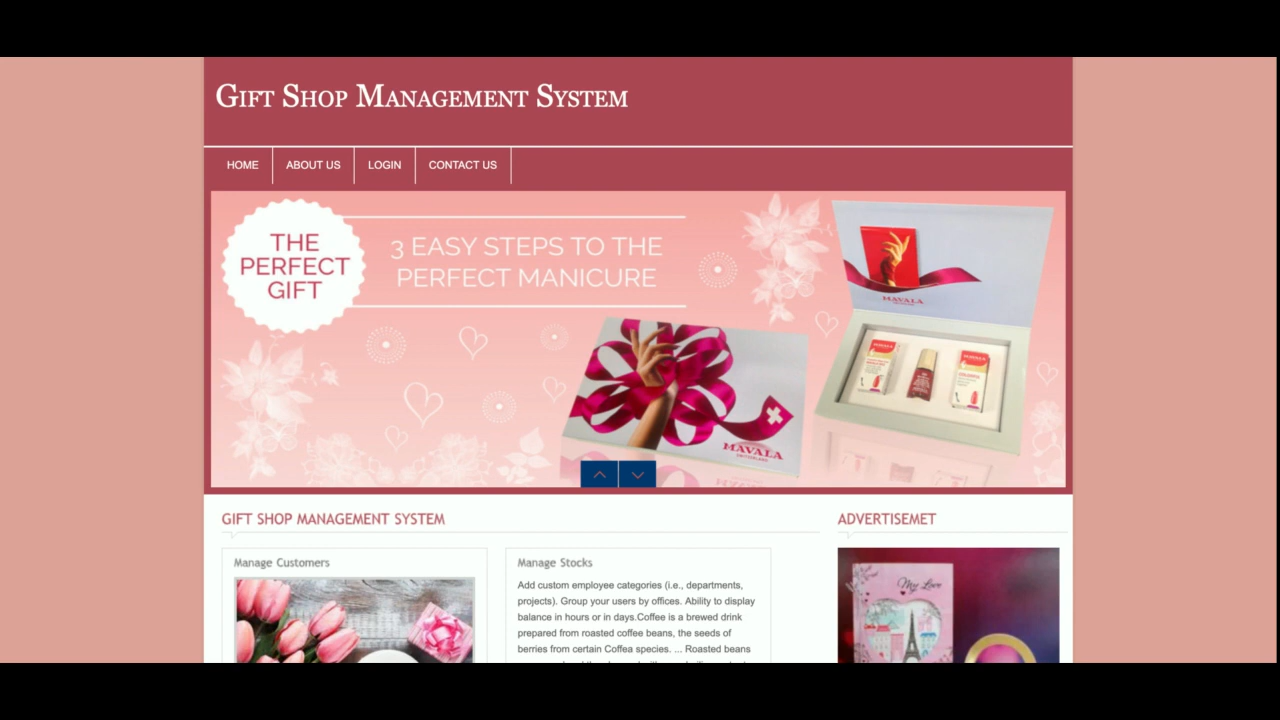 Gift Shop Management System
HOME
ABOUT US
LOGIN
CONTACT US
THE
PERFECT
GIFT
3 EASY STEPS TO THE
PERFECT MANICURE
MAVALA
MAVALA
SWITZERLAND
GIFT SHOP MANAGEMENT SYSTEM
ADVERTISEMET
Manage Customers
Manage Stocks
Add custom employee categories (i.e., departments,
projects). Group your users by offices. Ability to display
balance in hours or in days.Coffee is a brewed drink
prepared from roasted coffee beans, the seeds of
berries from certain Coffea species. ... Roasted beans
My Love